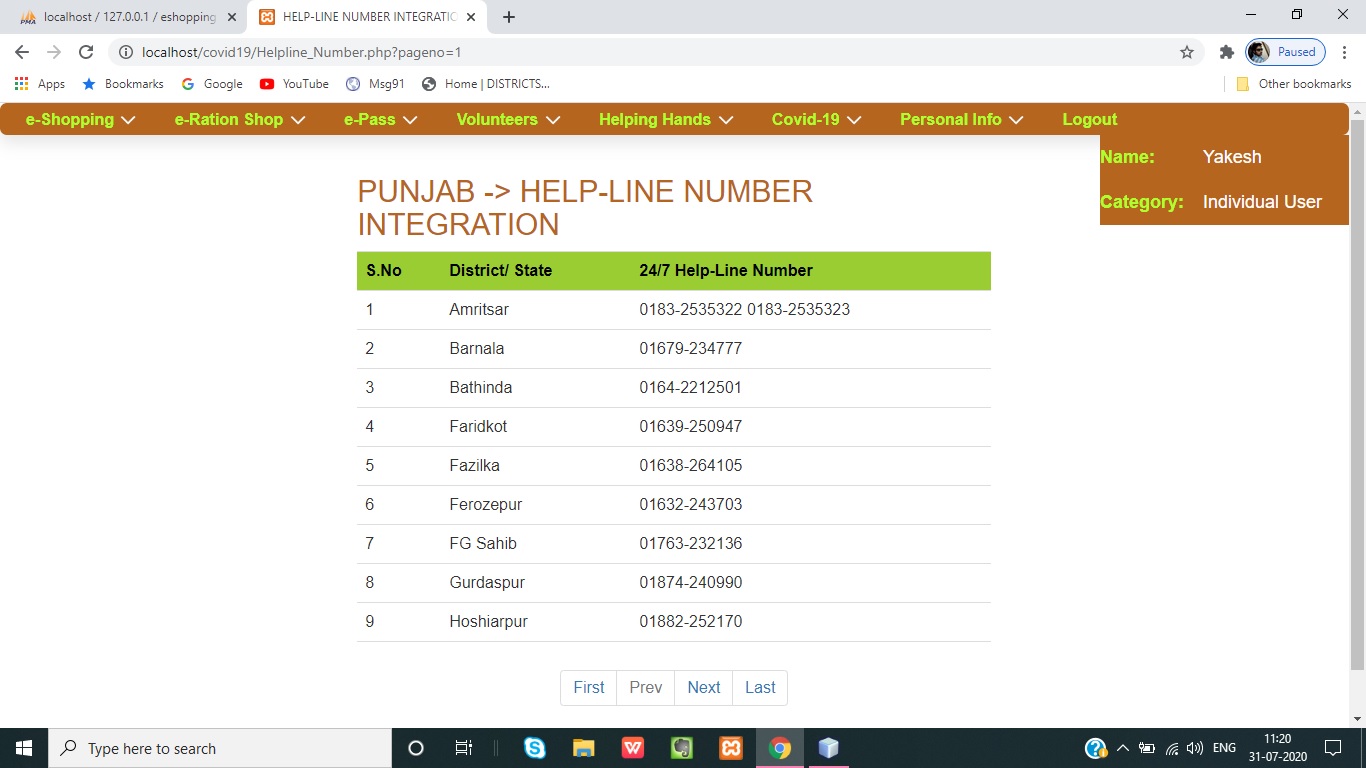 localhost / 127.0.0.1 / eshopping
HELP-LINE NUMBER INTEGRATIC
localhost/covid19/Helpline_Number.php?pageno=1
Paused
Apps Bookmarks Google YouTube Msg91 Home | DISTRICTS... Other bookmarks
e-Shopping e-Ration Shop e-Pass Volunteers Helping Hands Covid-19 Personal Info Logout
Name: Yakesh
Category: Individual User
PUNJAB -> HELP-LINE NUMBER
INTEGRATION
S.No District/ State 24/7 Help-Line Number
1 Amritsar 0183-2535322 0183-2535323
2 Barnala 01679-234777
3 Bathinda 0164-2212501
4 Faridkot 01639-250947
5 Fazilka 01638-264105
6 Ferozepur 01632-243703
7 FG Sahib 01763-232136
8 Gurdaspur 01874-240990
9 Hoshiarpur 01882-252170
First Prev Next Last
Type here to search
ENG
11:20
31-07-2020